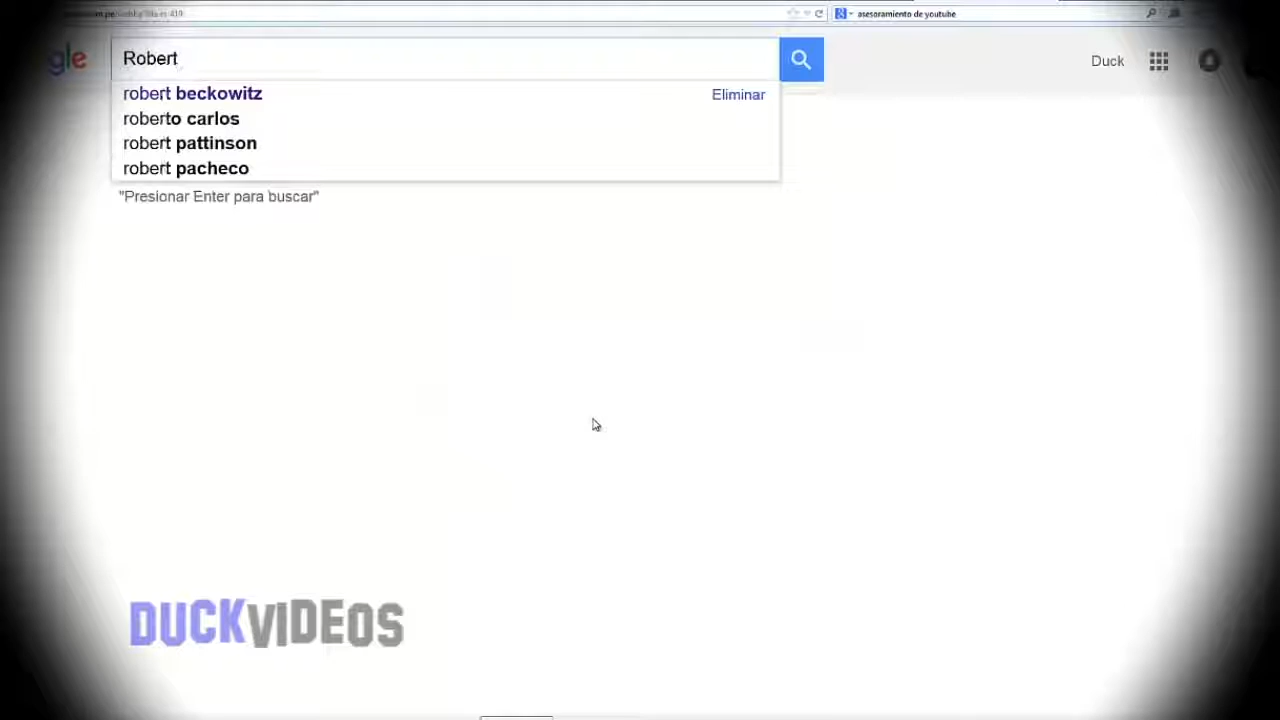 asesoramiento de youtube
gle
Robert
Duck
robert beckowitz
Eliminar
roberto carlos
robert pattinson
robert pacheco
"Presionar Enter para buscar"
DUCKVIDEOS